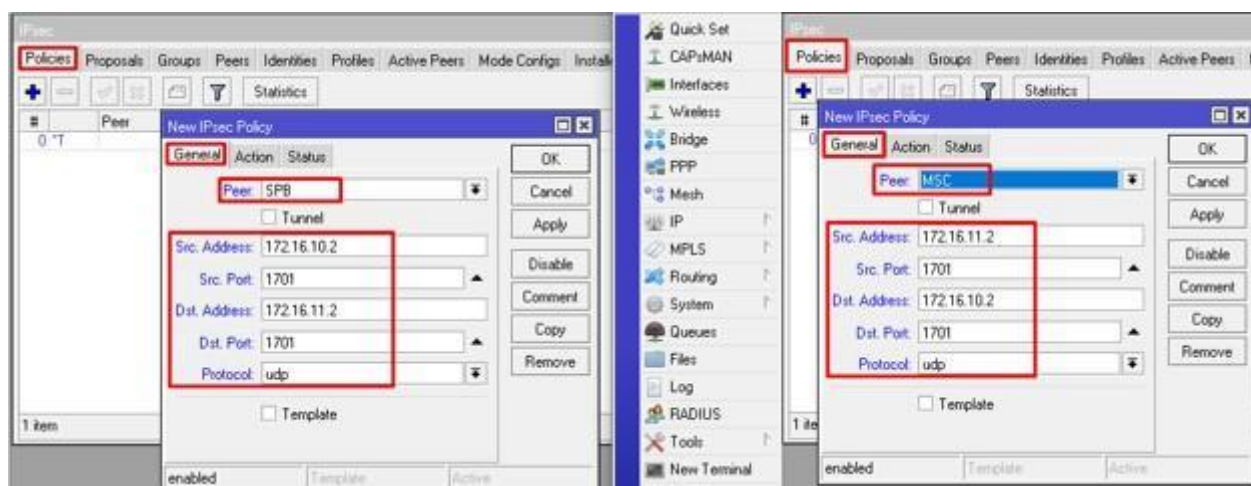 IPsec
Policies Proposals Groups Peers Identities Profiles Active Peers Mode Configs
Statistics
# Peer
0 *T
New IPsec Policy
General Action Status
Peer: SPB
Tunnel
Src. Address: 172.16.10.2
Src. Port: 1701
Dst. Address: 172.16.11.2
Dst. Port: 1701
Protocol: udp
Template
OK
Cancel
Apply
Disable
Comment
Copy
Remove
enabled Template Active
1 item
Quick Set
CAPsMAN
Interfaces
Wireless
Bridge
PPP
Mesh
IP
MPLS
Routing
System
Queues
Files
Log
RADIUS
Tools
New Terminal
IPsec
Policies Proposals Groups Peers Identities Profiles Active Peers
Statistics
#
0
New IPsec Policy
General Action Status
Peer: MSC
Tunnel
Src. Address: 172.16.11.2
Src. Port: 1701
Dst. Address: 172.16.10.2
Dst. Port: 1701
Protocol: udp
Template
OK
Cancel
Apply
Disable
Comment
Copy
Remove
enabled Template Active